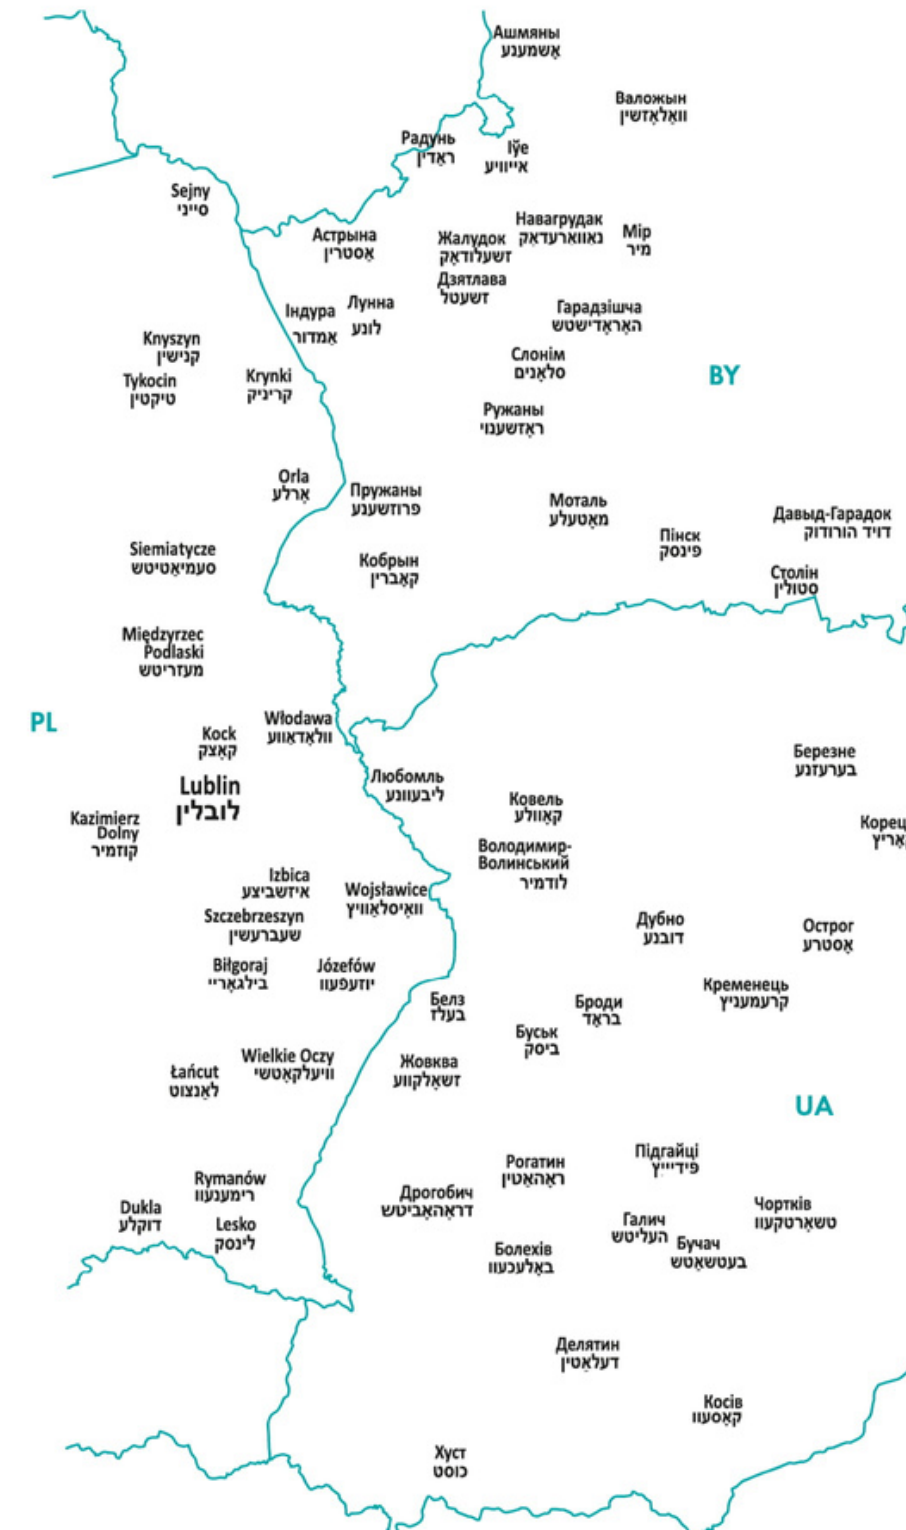 Ашмяны
אָשמענע
Валожын
וואָלאָזשין
Радунь
ראַדין
Іўе
אייוויע
Sejny
סייני
Астрына
אָסטרין
Жалудок
זשעלודאָק
Навагрудак
נאַוואַרעדאָק
Мір
מיר
Дзятлава
זשעטל
Індура
אַמדור
Лунна
לונע
Гарадзішча
האָראָדישטש
Knyszyn
קנישין
Tykocin
טיקטין
Krynki
קריניק
Слонім
סלאָנים
BY
Ружаны
ראָזשענוי
Orla
אָרלע
Пружаны
פרוזשענע
Моталь
מאָטעלע
Пінск
פינסק
Давыд-Гарадок
דויד הורודוק
Siemiatycze
סעמיאַטיטש
Кобрын
קאָברין
Столін
סטולין
Międzyrzec
Podlaski
מעזריטש
PL
Kock
קאָצק
Włodawa
וולאָדאַווע
Lublin
לובלין
Любомль
ליבעוונע
Березне
בערעזנע
Kazimierz
Dolny
קוזמיר
Ковель
קאָוולע
Корец
Володимир-
Волинський
לודמיר
Izbica
איזשביצע
Wojsławice
וואָיסלאַוויץ
Szczebrzeszyn
שעברעשין
Дубно
דובנע
Острог
אָסטרע
Biłgoraj
בילגאָריי
Józefów
יוזעפעוו
Белз
בעלז
Броди
בראָד
Кременець
קרעמעניץ
Буськ
ביסק
Łańcut
לאַנצוט
Wielkie Oczy
וויעלקאָטשי
Жовква
זשאָלקווע
UA
Rymanów
רימענעוו
Dukla
דוקלע
Lesko
לינסק
Дрогобич
דראָהאָביטש
Рогатин
ראָהאַטין
Підгайці
פידייץ
Галич
העליטש
Бучач
בעטשאָטש
Чортків
טשאָרטקעוו
Болехів
באָלעכעוו
Делятин
דעלאַטין
Косів
קאָסעוו
Хуст
כוסט